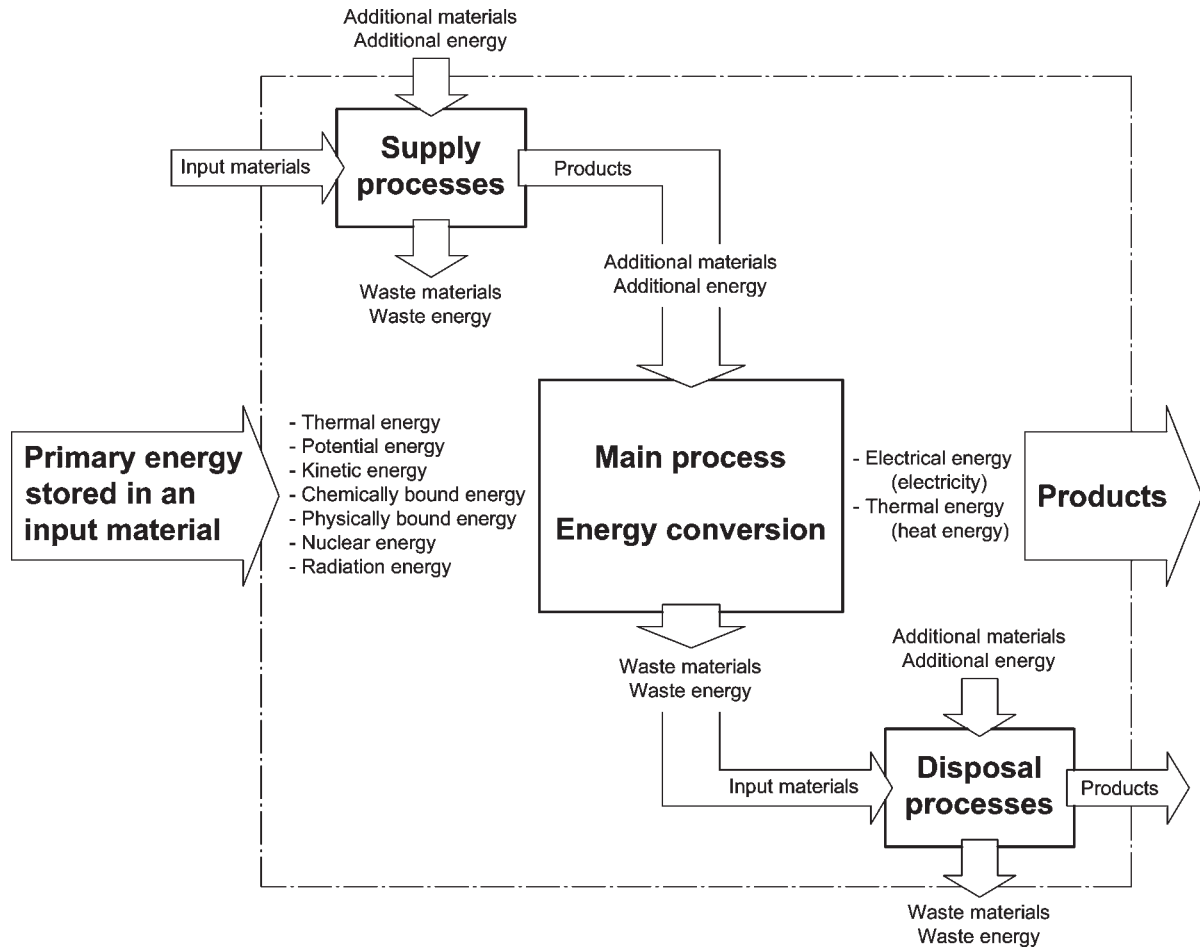 Additional materials
Additional energy
Input materials
Supply
processes
Products
Waste materials
Waste energy
Additional materials
Additional energy
Primary energy
stored in an
input material
- Thermal energy
- Potential energy
- Kinetic energy
- Chemically bound energy
- Physically bound energy
- Nuclear energy
- Radiation energy
Main process
Energy conversion
- Electrical energy
(electricity)
- Thermal energy
(heat energy)
Products
Waste materials
Waste energy
Additional materials
Additional energy
Input materials
Disposal
processes
Products
Waste materials
Waste energy